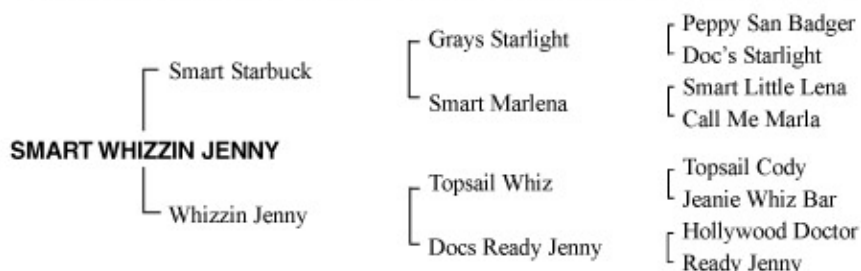 Peppy San Badger
Grays Starlight
Doc's Starlight
Smart Starbuck
Smart Little Lena
Smart Marlena
Call Me Marla
SMART WHIZZIN JENNY
Topsail Cody
Topsail Whiz
Jeanie Whiz Bar
Whizzin Jenny
Hollywood Doctor
Docs Ready Jenny
Ready Jenny